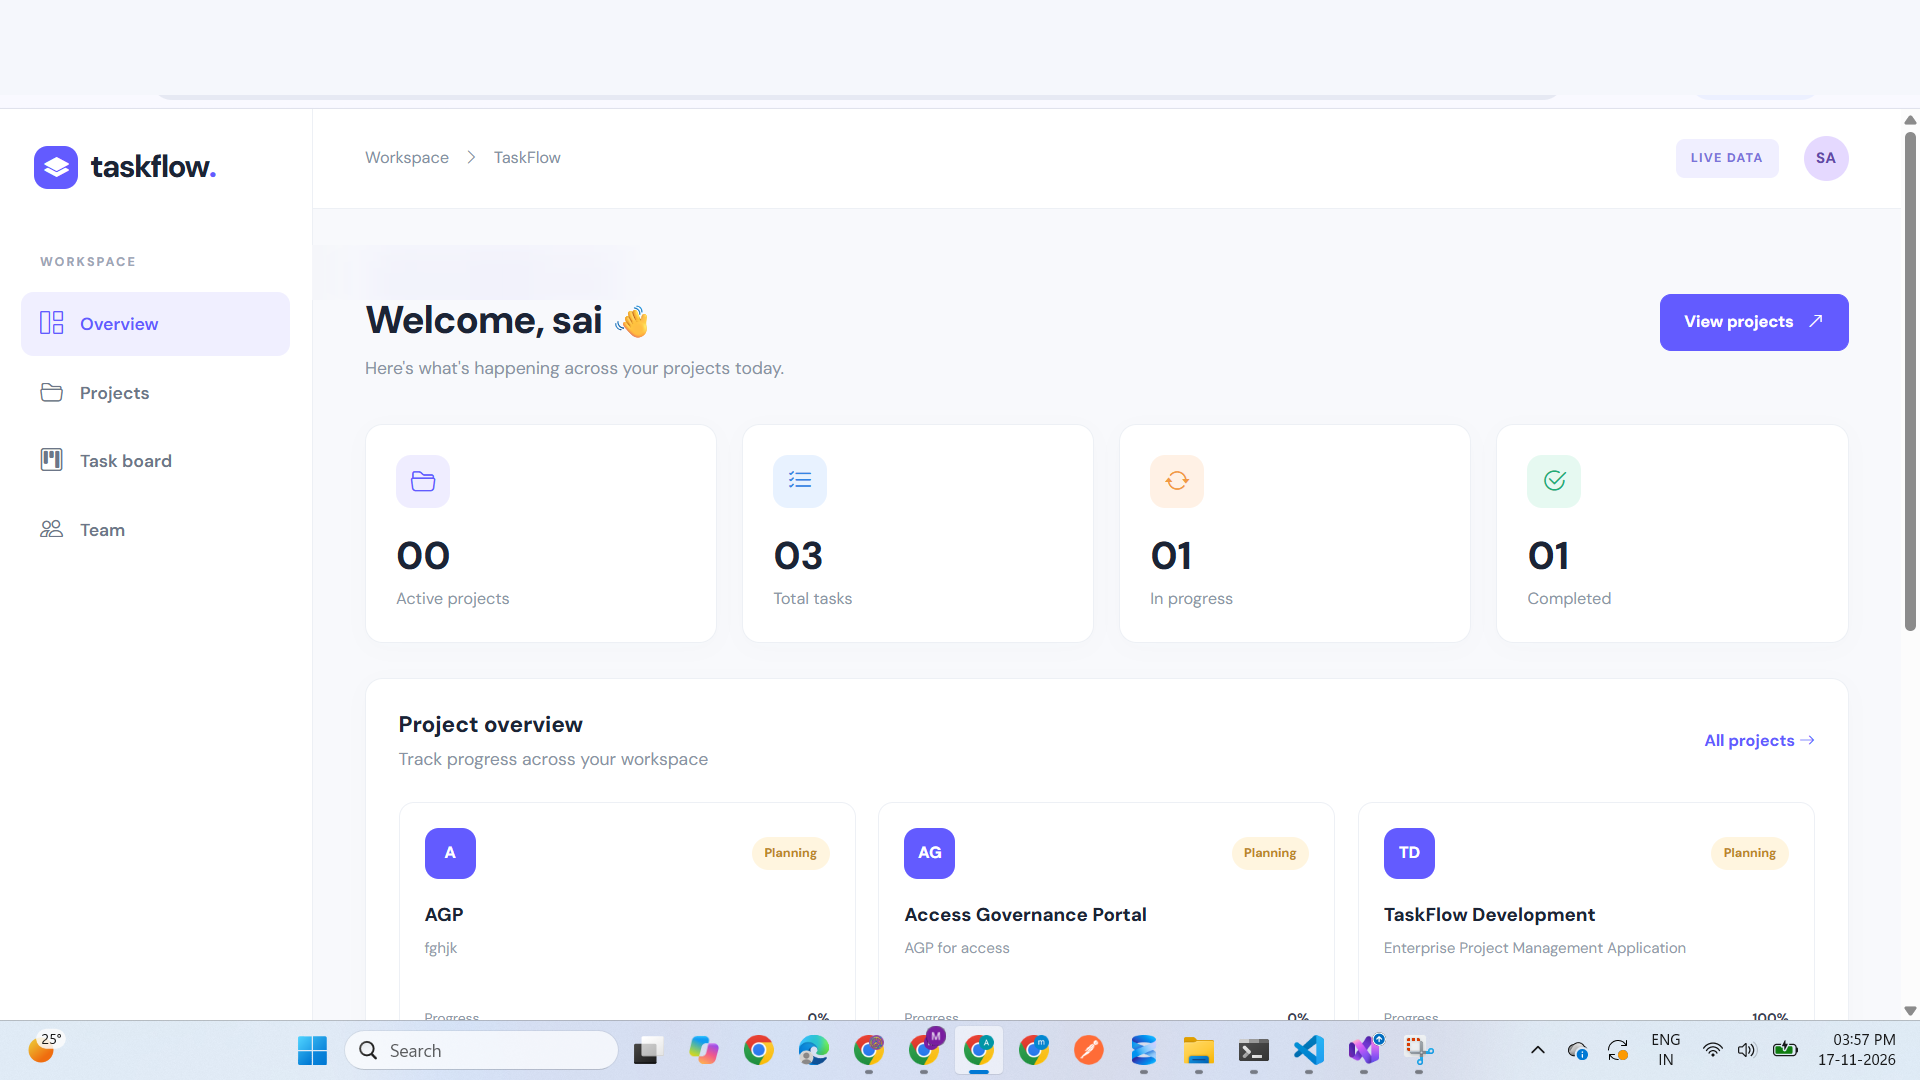 taskflow.
Workspace
TaskFlow
LIVE DATA
SA
WORKSPACE
Overview
Projects
Task board
Team
Welcome, sai 👋
Here's what's happening across your projects today.
View projects
00
Active projects
03
Total tasks
01
In progress
01
Completed
Project overview
Track progress across your workspace
All projects
A
Planning
AGP
fghjk
Progress
0%
AG
Planning
Access Governance Portal
AGP for access
Progress
0%
TD
Planning
TaskFlow Development
Enterprise Project Management Application
Progress
100%
25°
Search
M
A
m
ENG
IN
03:57 PM
17-11-2026